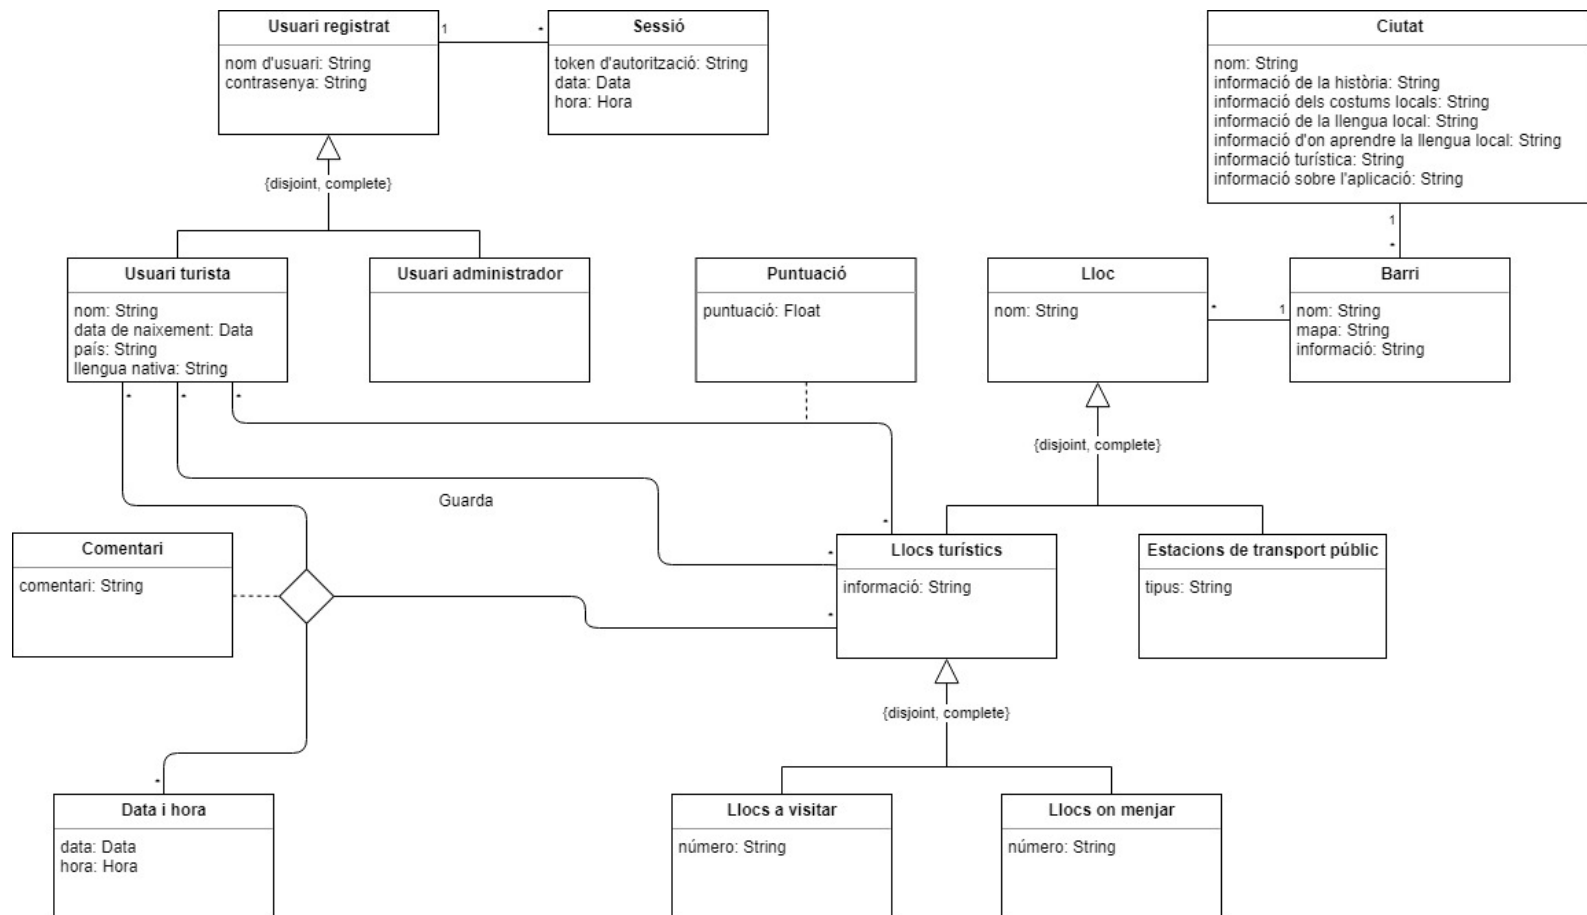 Usuari registrat
nom d'usuari: String
contrasenya: String
1
*
Sessió
token d'autorització: String
data: Data
hora: Hora
Ciutat
nom: String
informació de la història: String
informació dels costums locals: String
informació de la llengua local: String
informació d'on aprendre la llengua local: String
informació turística: String
informació sobre l'aplicació: String
{disjoint, complete}
1
*
Usuari turista
nom: String
data de naixement: Data
país: String
llengua nativa: String
Usuari administrador
Puntuació
puntuació: Float
Lloc
nom: String
*
1
Barri
nom: String
mapa: String
informació: String
*
*
*
{disjoint, complete}
Guarda
*
*
*
Comentari
comentari: String
Llocs turístics
informació: String
Estacions de transport públic
tipus: String
{disjoint, complete}
*
Data i hora
data: Data
hora: Hora
Llocs a visitar
número: String
Llocs on menjar
número: String